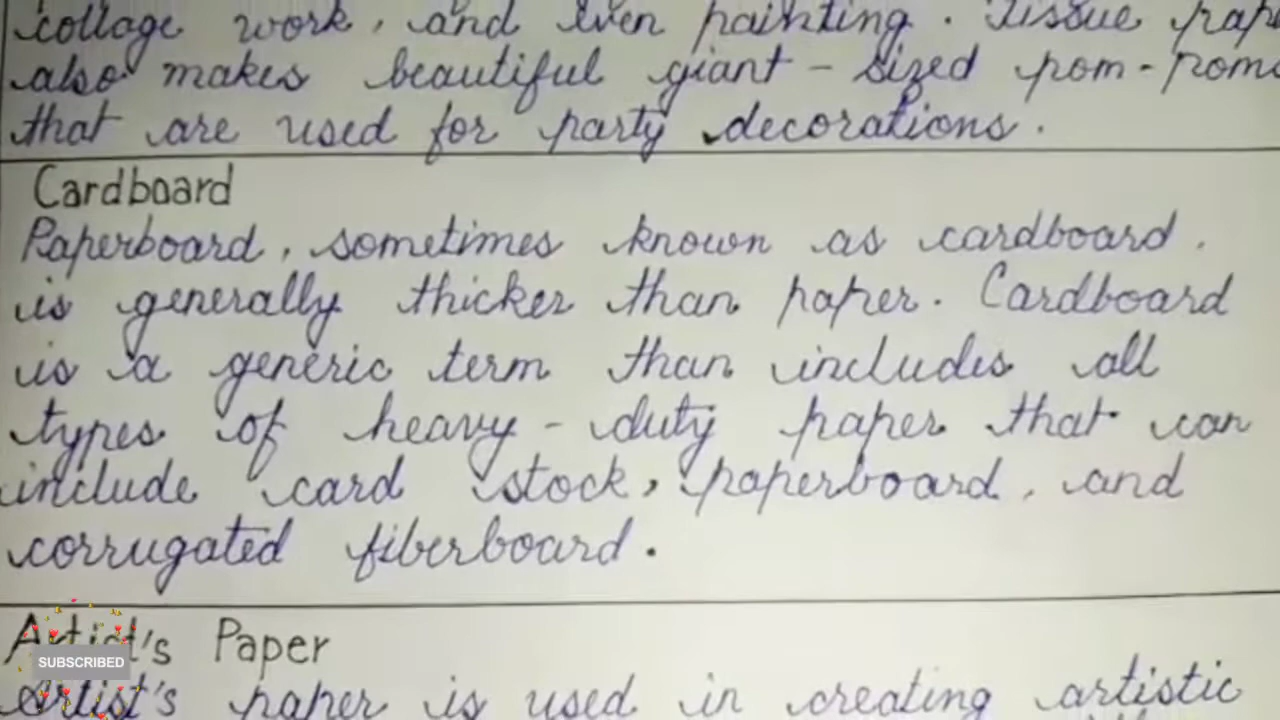 collage work, and even painting. Tissue pap
also makes beautiful giant - sized pom - pom
that are used for party decorations.
Cardboard
Paperboard, sometimes known as cardboard.
is generally thicker than paper. Cardboard
is a generic term than includes all
types of heavy - duty paper that can
include card stock, paperboard, and
corrugated fiberboard.
Artist's Paper
SUBSCRIBED
Artist's paper is used in creating artistic